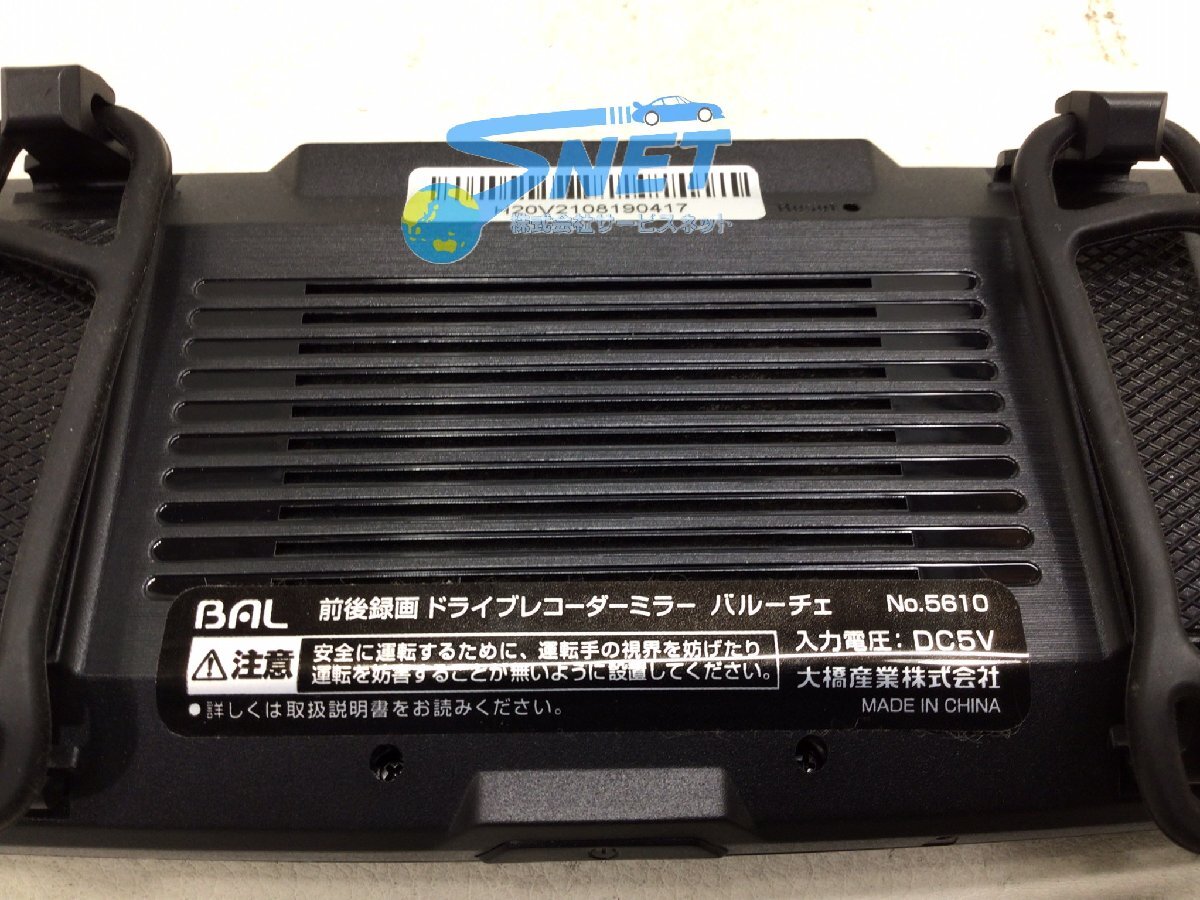 SNET
H20V2108190417
Reset
株式会社サービスネット
BAL 前後録画 ドライブレコーダーミラー バルーチェ No.5610
注意
安全に運転するために、運転手の視界を妨げたり
運転を妨害することが無いように設置してください。
入力電圧：DC5V
大橋産業株式会社
●詳しくは取扱説明書をお読みください。
MADE IN CHINA